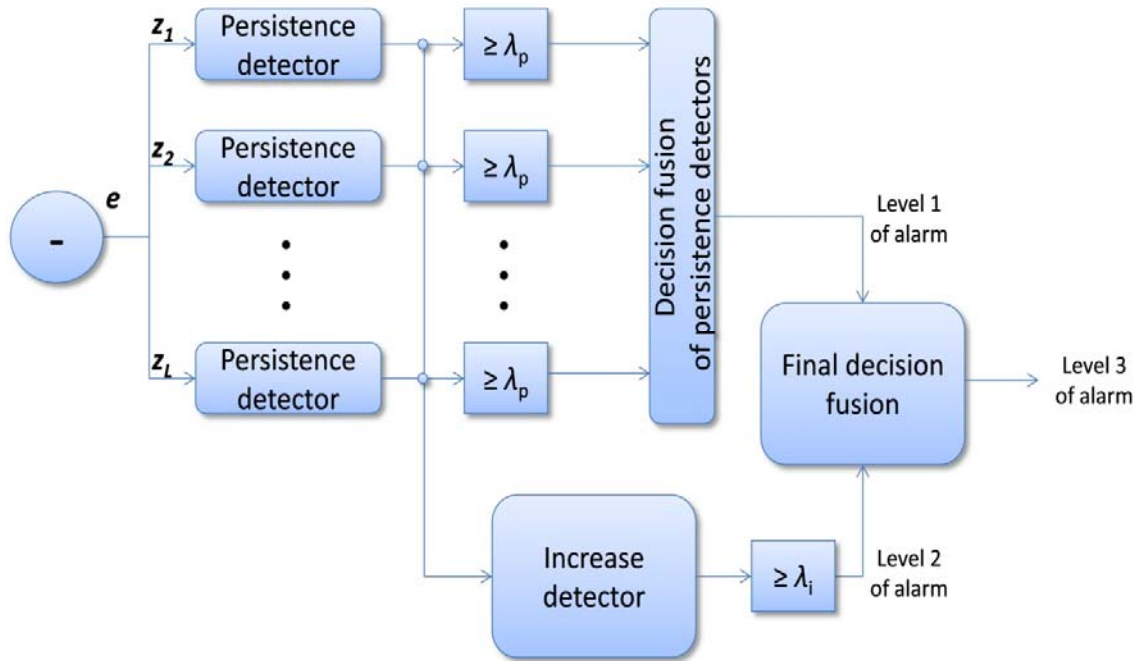 z1
Persistence
detector
≥ λp
z2
Persistence
detector
≥ λp
e
-
zL
Persistence
detector
≥ λp
Decision fusion
of persistence detectors
Level 1
of alarm
Final decision
fusion
Level 3
of alarm
Increase
detector
≥ λi
Level 2
of alarm